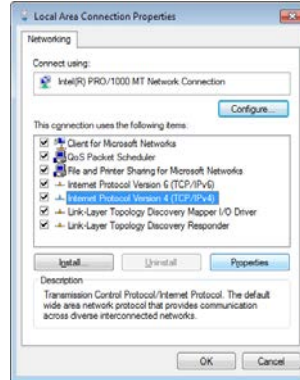 Local Area Connection Properties
Networking
Connect using:
Intel(R) PRO/1000 MT Network Connection
Configure...
This connection uses the following items:
Client for Microsoft Networks
QoS Packet Scheduler
File and Printer Sharing for Microsoft Networks
Internet Protocol Version 6 (TCP/IPv6)
Internet Protocol Version 4 (TCP/IPv4)
Link-Layer Topology Discovery Mapper I/O Driver
Link-Layer Topology Discovery Responder
Install...
Uninstall
Properties
Description
Transmission Control Protocol/Internet Protocol. The default
wide area network protocol that provides communication
across diverse interconnected networks.
OK
Cancel